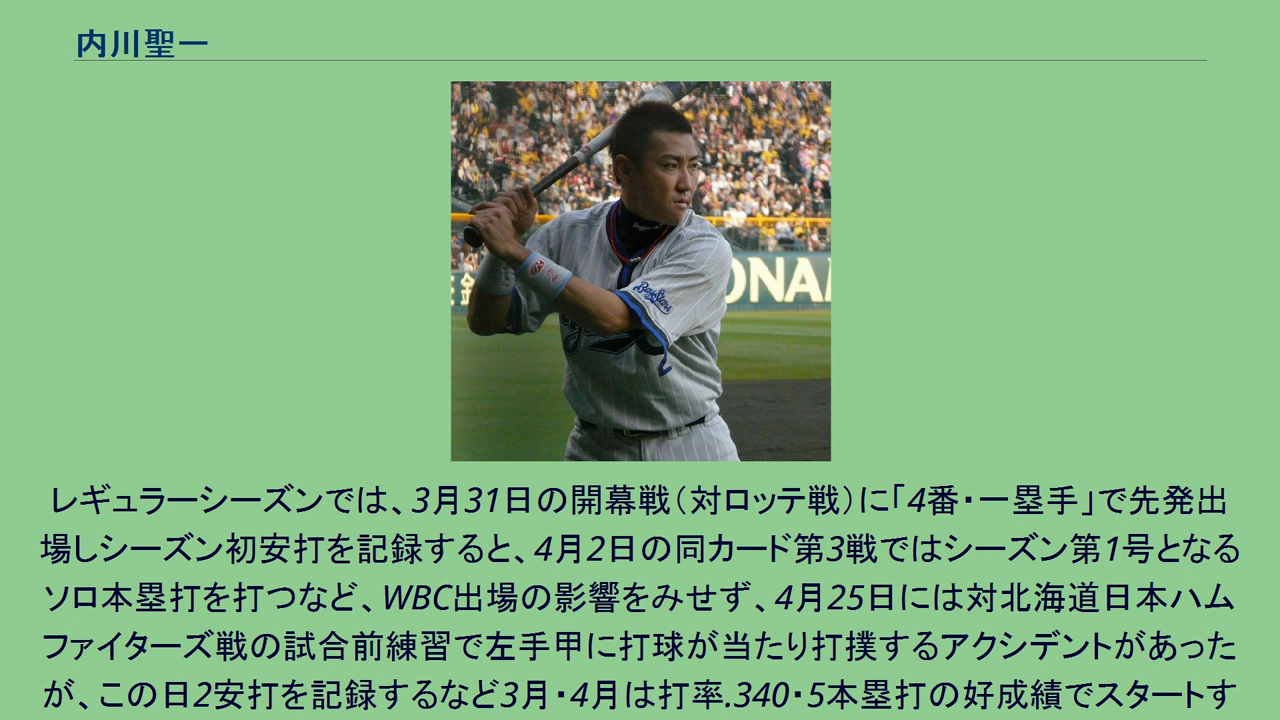 内川聖一
BayStars
2
ONA
レギュラーシーズンでは、3月31日の開幕戦（対ロッテ戦）に「4番・一塁手」で先発出
場しシーズン初安打を記録すると、4月2日の同カード第3戦ではシーズン第1号となる
ソロ本塁打を打つなど、WBC出場の影響をみせず、4月25日には対北海道日本ハム
ファイターズ戦の試合前練習で左手甲に打球が当たり打撲するアクシデントがあった
が、この日2安打を記録するなど3月・4月は打率.340・5本塁打の好成績でスタートす